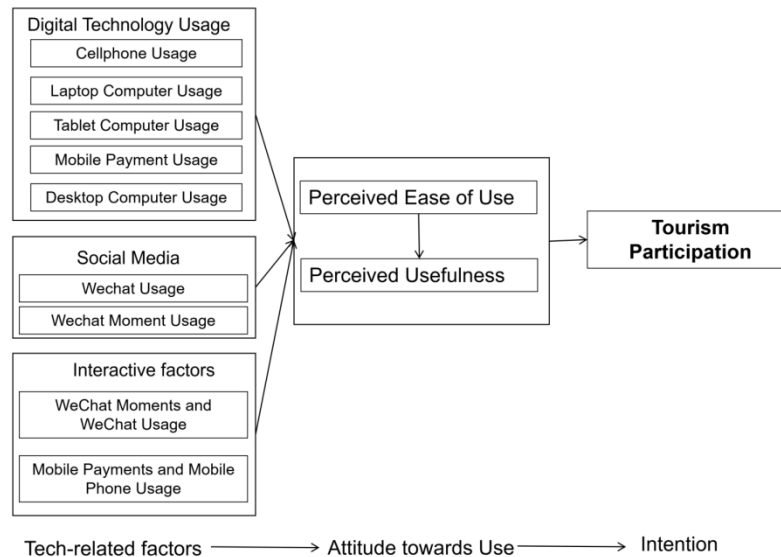 Digital Technology Usage
Cellphone Usage
Laptop Computer Usage
Tablet Computer Usage
Mobile Payment Usage
Desktop Computer Usage
Social Media
Wechat Usage
Wechat Moment Usage
Interactive factors
WeChat Moments and
WeChat Usage
Mobile Payments and Mobile
Phone Usage
Perceived Ease of Use
Perceived Usefulness
Tourism
Participation
Tech-related factors
Attitude towards Use
Intention